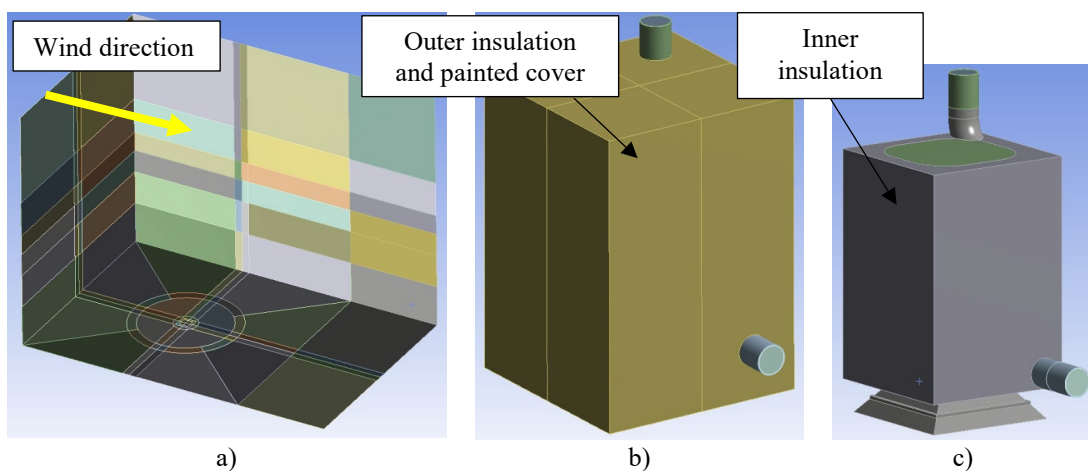 Wind direction
Outer insulation
and painted cover
Inner
insulation
a)
b)
c)